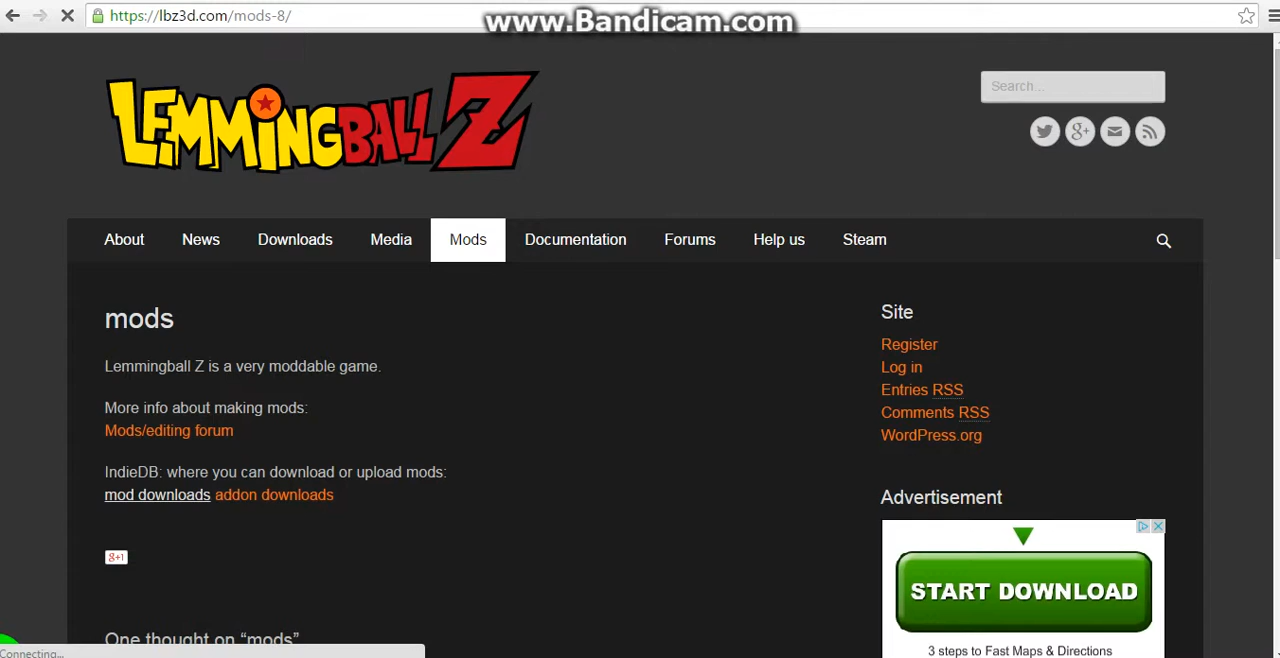 https://lbz3d.com/mods-8/
www.Bandicam.com
LEMMINGBALL Z
Search...
g+
About News Downloads Media Mods Documentation Forums Help us Steam
mods
Lemmingball Z is a very moddable game.
More info about making mods:
Mods/editing forum
IndieDB: where you can download or upload mods:
mod downloads addon downloads
g+1
One thought on “mods”
Site
Register
Log in
Entries RSS
Comments RSS
WordPress.org
Advertisement
START DOWNLOAD
3 steps to Fast Maps & Directions
Connecting...